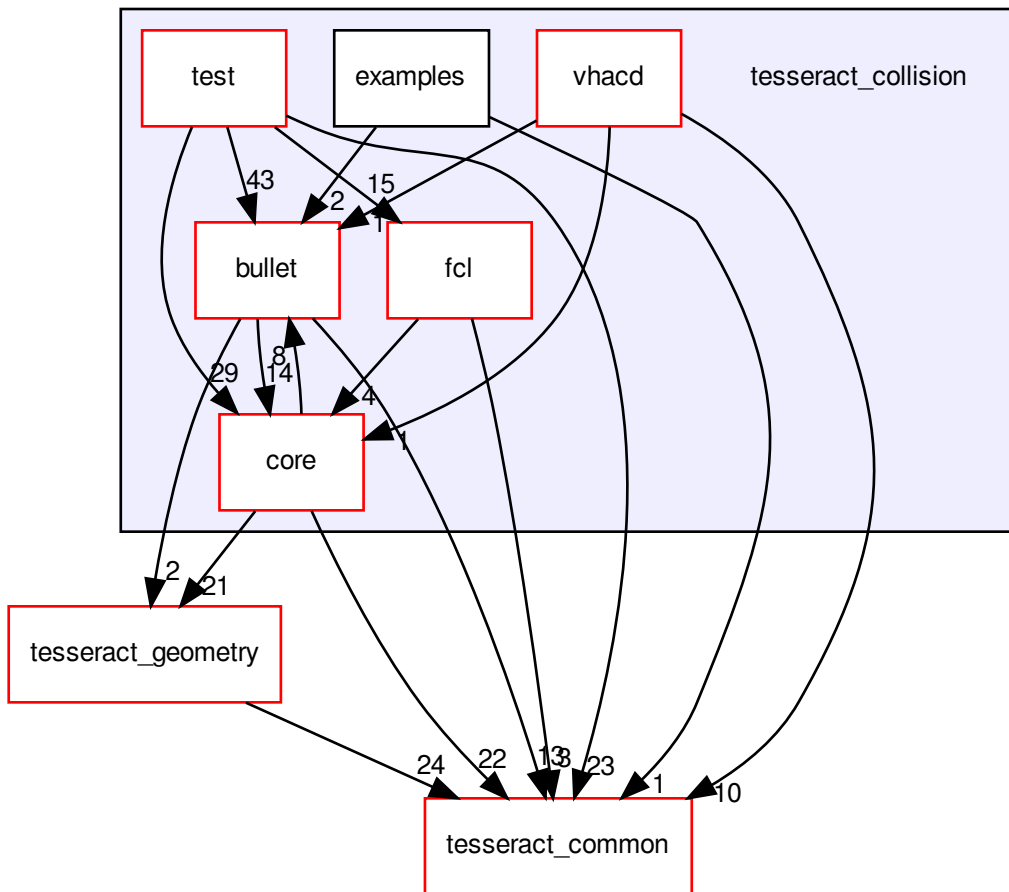 test
examples
vhacd
tesseract_collision
43
2
15
1
bullet
fcl
29
14
8
4
1
core
2
21
tesseract_geometry
24
22
13
3
23
1
10
tesseract_common